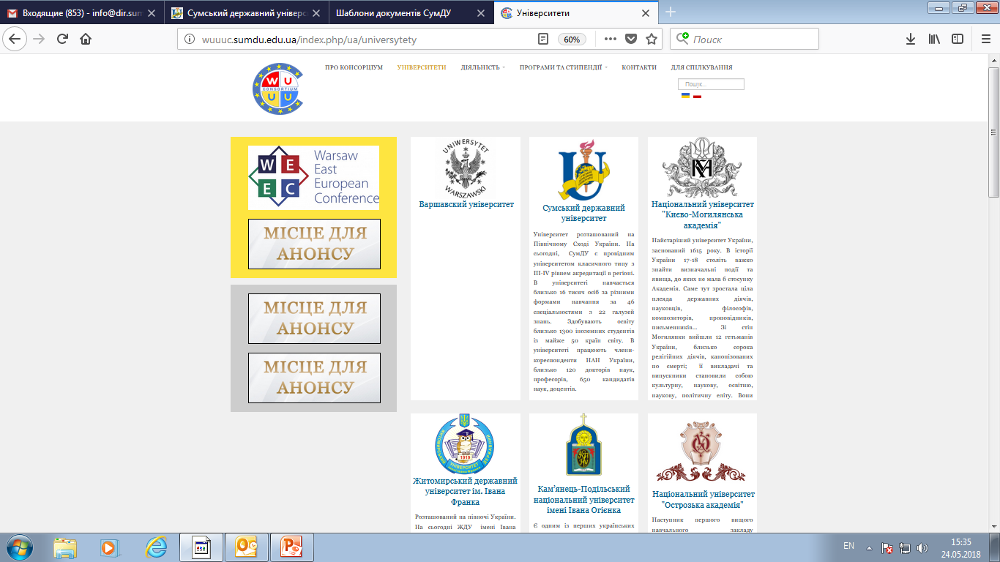 Входящие (853) - info@dir.sum
Сумський державний універс
Шаблони документів СумДУ
Університети
wuuuc.sumdu.edu.ua/index.php/ua/universytety
60%
Поиск
W U
CONSORTIUM
U U
ПРО КОНСОРЦІУМ
УНІВЕРСИТЕТИ
ДІЯЛЬНІСТЬ
ПРОГРАМИ ТА СТИПЕНДІЇ
КОНТАКТИ
ДЛЯ СПІЛКУВАННЯ
Пошук...
W E
E C
Warsaw
East
European
Conference
МІСЦЕ ДЛЯ
АНОНСУ
МІСЦЕ ДЛЯ
АНОНСУ
МІСЦЕ ДЛЯ
АНОНСУ
UNIWERSYTET
WARSZAWSKI
Варшавский університет
Сумський державний
університет
Університет розташований на
Північному Сході України. На
сьогодні, СумДУ є провідним
університетом класичного типу з
III-IV рівнем акредитації в регіоні.
В університеті навчається
близько 16 тисяч осіб за різними
формами навчання за 46
спеціальностями з 22 галузей
знань. Здобувають освіту
близько 1300 іноземних студентів
із майже 50 країн світу. В
університеті працюють члени-
кореспонденти НАН України,
близько 120 докторів наук,
професорів, 650 кандидатів
наук, доцентів.
Національний університет
"Києво-Могилянська
академія"
Найстаріший університет України,
заснований 1615 року. В історії
України 17-18 століть важко
знайти визначальні події та
явища, до яких не мала б стосунку
Академія. Саме тут зростала ціла
плеяда державних діячів,
науковців, філософів,
композиторів, проповідників,
письменників... Зі стін
Могилянки вийшли 12 гетьманів
України, близько сорока
релігійних діячів, канонізованих
по смерті; її викладачі та
випускники становили собою
культурну, наукову, освітню,
наукову, політичну еліту. Вони
ЖИТОМИРСЬКИЙ ДЕРЖАВНИЙ
1919
УНІВЕРСИТЕТ
імені Івана Франка
Житомирський державний
університет ім. Івана
Франка
Розташований на півночі України.
На сьогодні ЖДУ імені Івана
Кам'янець-Подільський
національний університет
імені Івана Огієнка
Є одним із перших українських
Національний університет
"Острозька академія"
Наступник першого вищого
навчального закладу
EN
15:35
24.05.2018